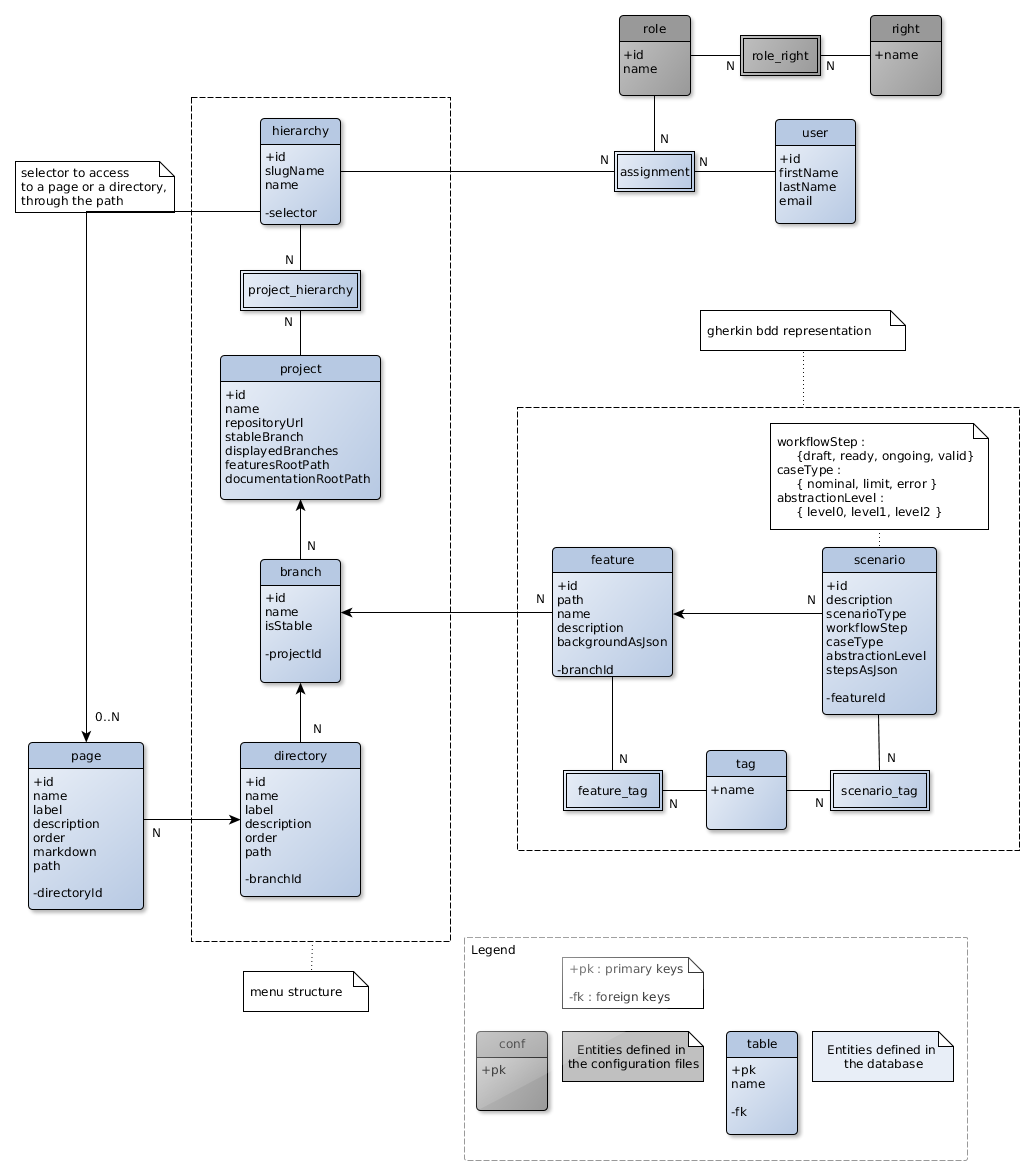 role
+id
name
N
role_right
N
right
+name
N
hierarchy
+id
slugName
name
-selector
selector to access
to a page or a directory,
through the path
N
assignment
N
user
+id
firstName
lastName
email
N
project_hierarchy
N
project
+id
name
repositoryUrl
stableBranch
displayedBranches
featuresRootPath
documentationRootPath
N
branch
+id
name
isStable
-projectId
N
directory
+id
name
label
description
order
path
-branchId
0..N
page
+id
name
label
description
order
markdown
path
-directoryId
N
menu structure
gherkin bdd representation
workflowStep :
{draft, ready, ongoing, valid}
caseType :
{ nominal, limit, error }
abstractionLevel :
{ level0, level1, level2 }
N
feature
+id
path
name
description
backgroundAsJson
-branchId
N
scenario
+id
description
scenarioType
workflowStep
caseType
abstractionLevel
stepsAsJson
-featureId
N
feature_tag
N
tag
+name
N
N
scenario_tag
Legend
+pk : primary keys
-fk : foreign keys
conf
+pk
Entities defined in
the configuration files
table
+pk
name
-fk
Entities defined in
the database